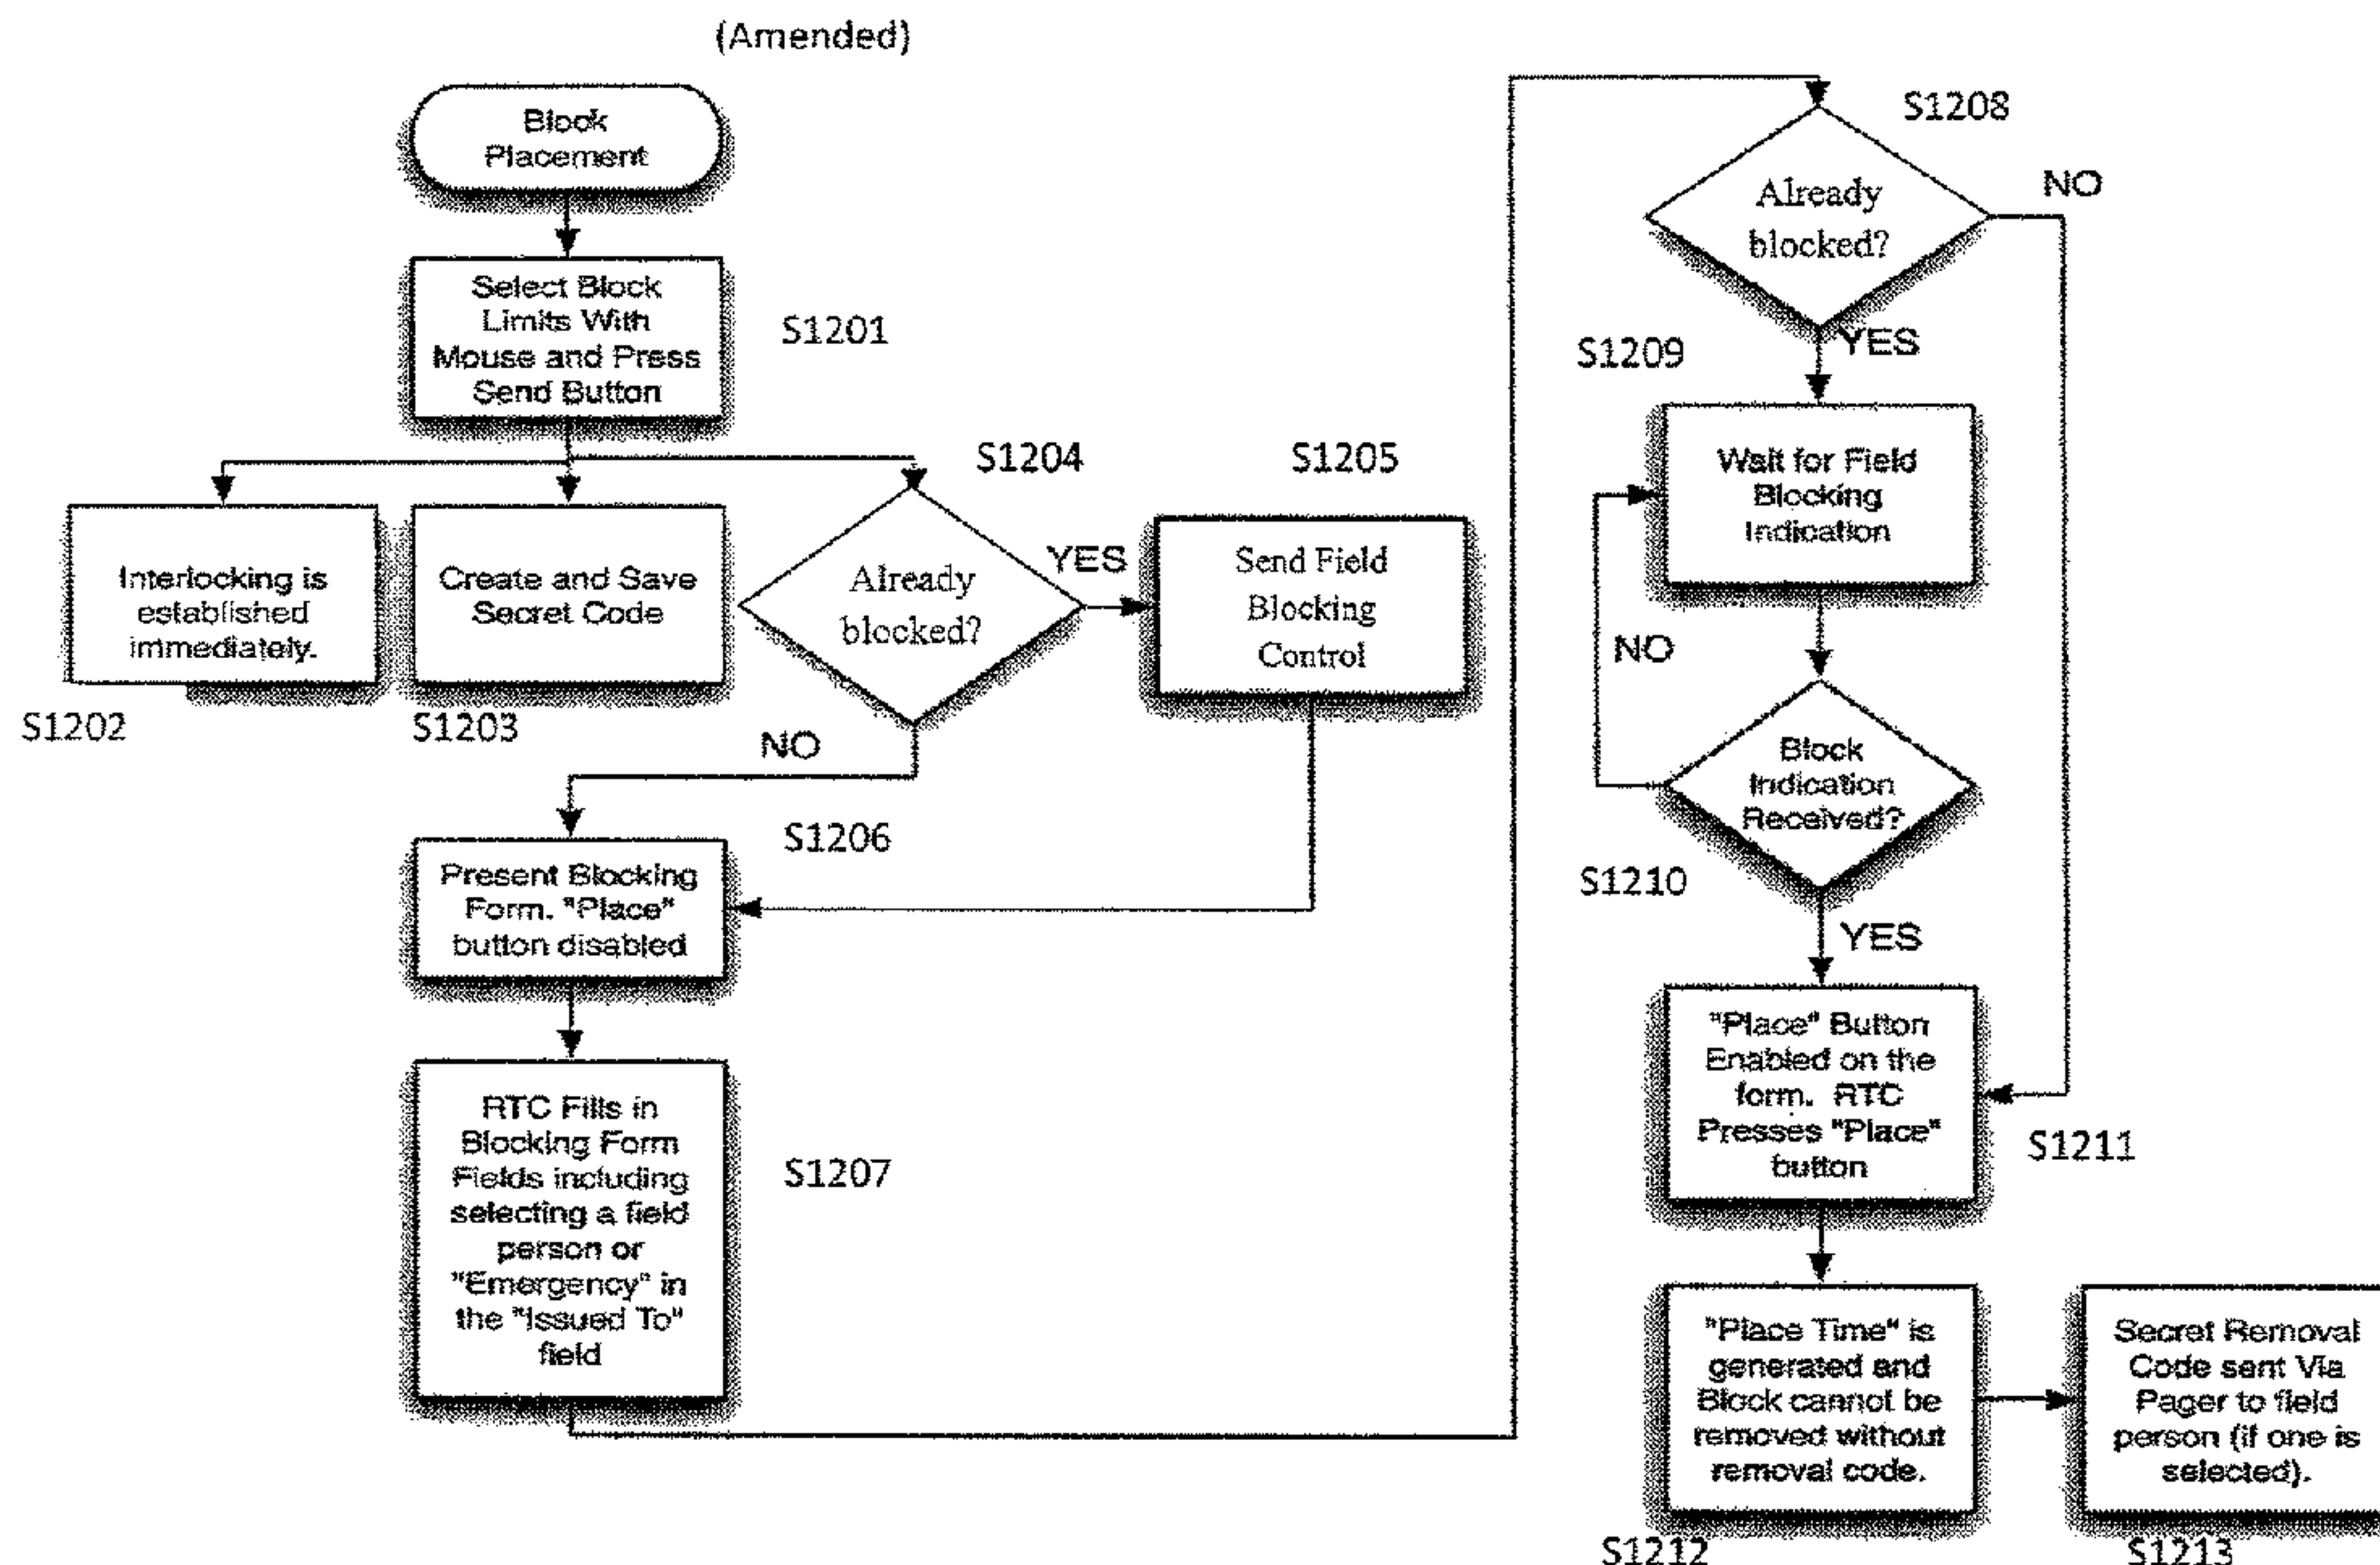 (Amended)
Block
Placement
Select Block
Limits With
Mouse and Press
Send Button
S1201
Interlocking is
established
immediately.
S1202
Create and Save
Secret Code
S1203
S1204
Already
blocked?
YES
NO
S1205
Send Field
Blocking
Control
S1206
Present Blocking
Form. "Place"
button disabled
RTC Fills in
Blocking Form
Fields including
selecting a field
person or
"Emergency" in
the "Issued To"
field
S1207
S1208
Already
blocked?
NO
YES
S1209
Wait for Field
Blocking
Indication
NO
Block
Indication
Received?
S1210
YES
"Place" Button
Enabled on the
form. RTC
Presses "Place"
button
S1211
"Place Time" is
generated and
Block cannot be
removed without
removal code.
S1212
Secret Removal
Code sent Via
Pager to field
person (if one is
selected).
S1213